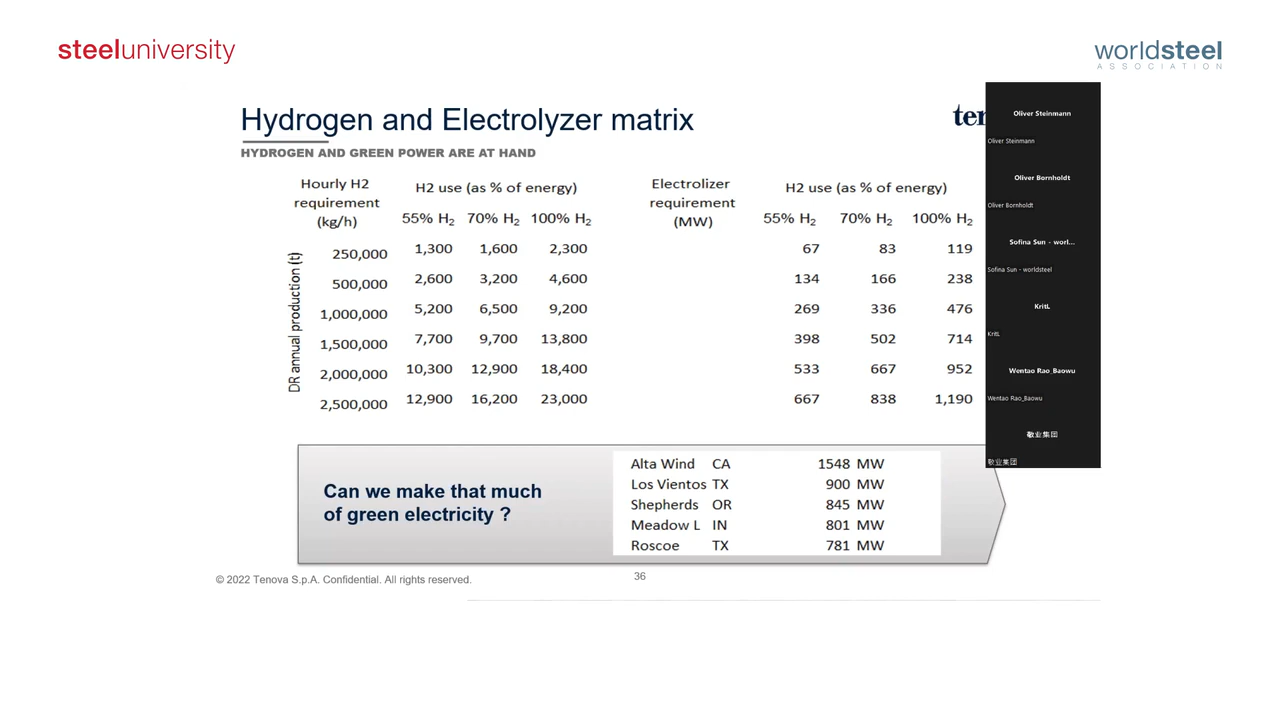 steeluniversity
worldsteel
ASSOCIATION
Hydrogen and Electrolyzer matrix
HYDROGEN AND GREEN POWER ARE AT HAND
Hourly H2 requirement (kg/h)
H2 use (as % of energy)
55% H2 70% H2 100% H2
DR annual production (t)
250,000 1,300 1,600 2,300
500,000 2,600 3,200 4,600
1,000,000 5,200 6,500 9,200
1,500,000 7,700 9,700 13,800
2,000,000 10,300 12,900 18,400
2,500,000 12,900 16,200 23,000
Electrolizer requirement (MW)
H2 use (as % of energy)
55% H2 70% H2 100% H2
67 83 119
134 166 238
269 336 476
398 502 714
533 667 952
667 838 1,190
Oliver Steinmann
Oliver Steinmann
Oliver Bornholdt
Oliver Bornholdt
Sofina Sun - worl...
Sofina Sun - worldsteel
KritL
KritL
Wentao Rao_Baowu
Wentao Rao_Baowu
敬业集团
敬业集团
Can we make that much
of green electricity ?
Alta Wind CA 1548 MW
Los Vientos TX 900 MW
Shepherds OR 845 MW
Meadow L IN 801 MW
Roscoe TX 781 MW
© 2022 Tenova S.p.A. Confidential. All rights reserved.
36